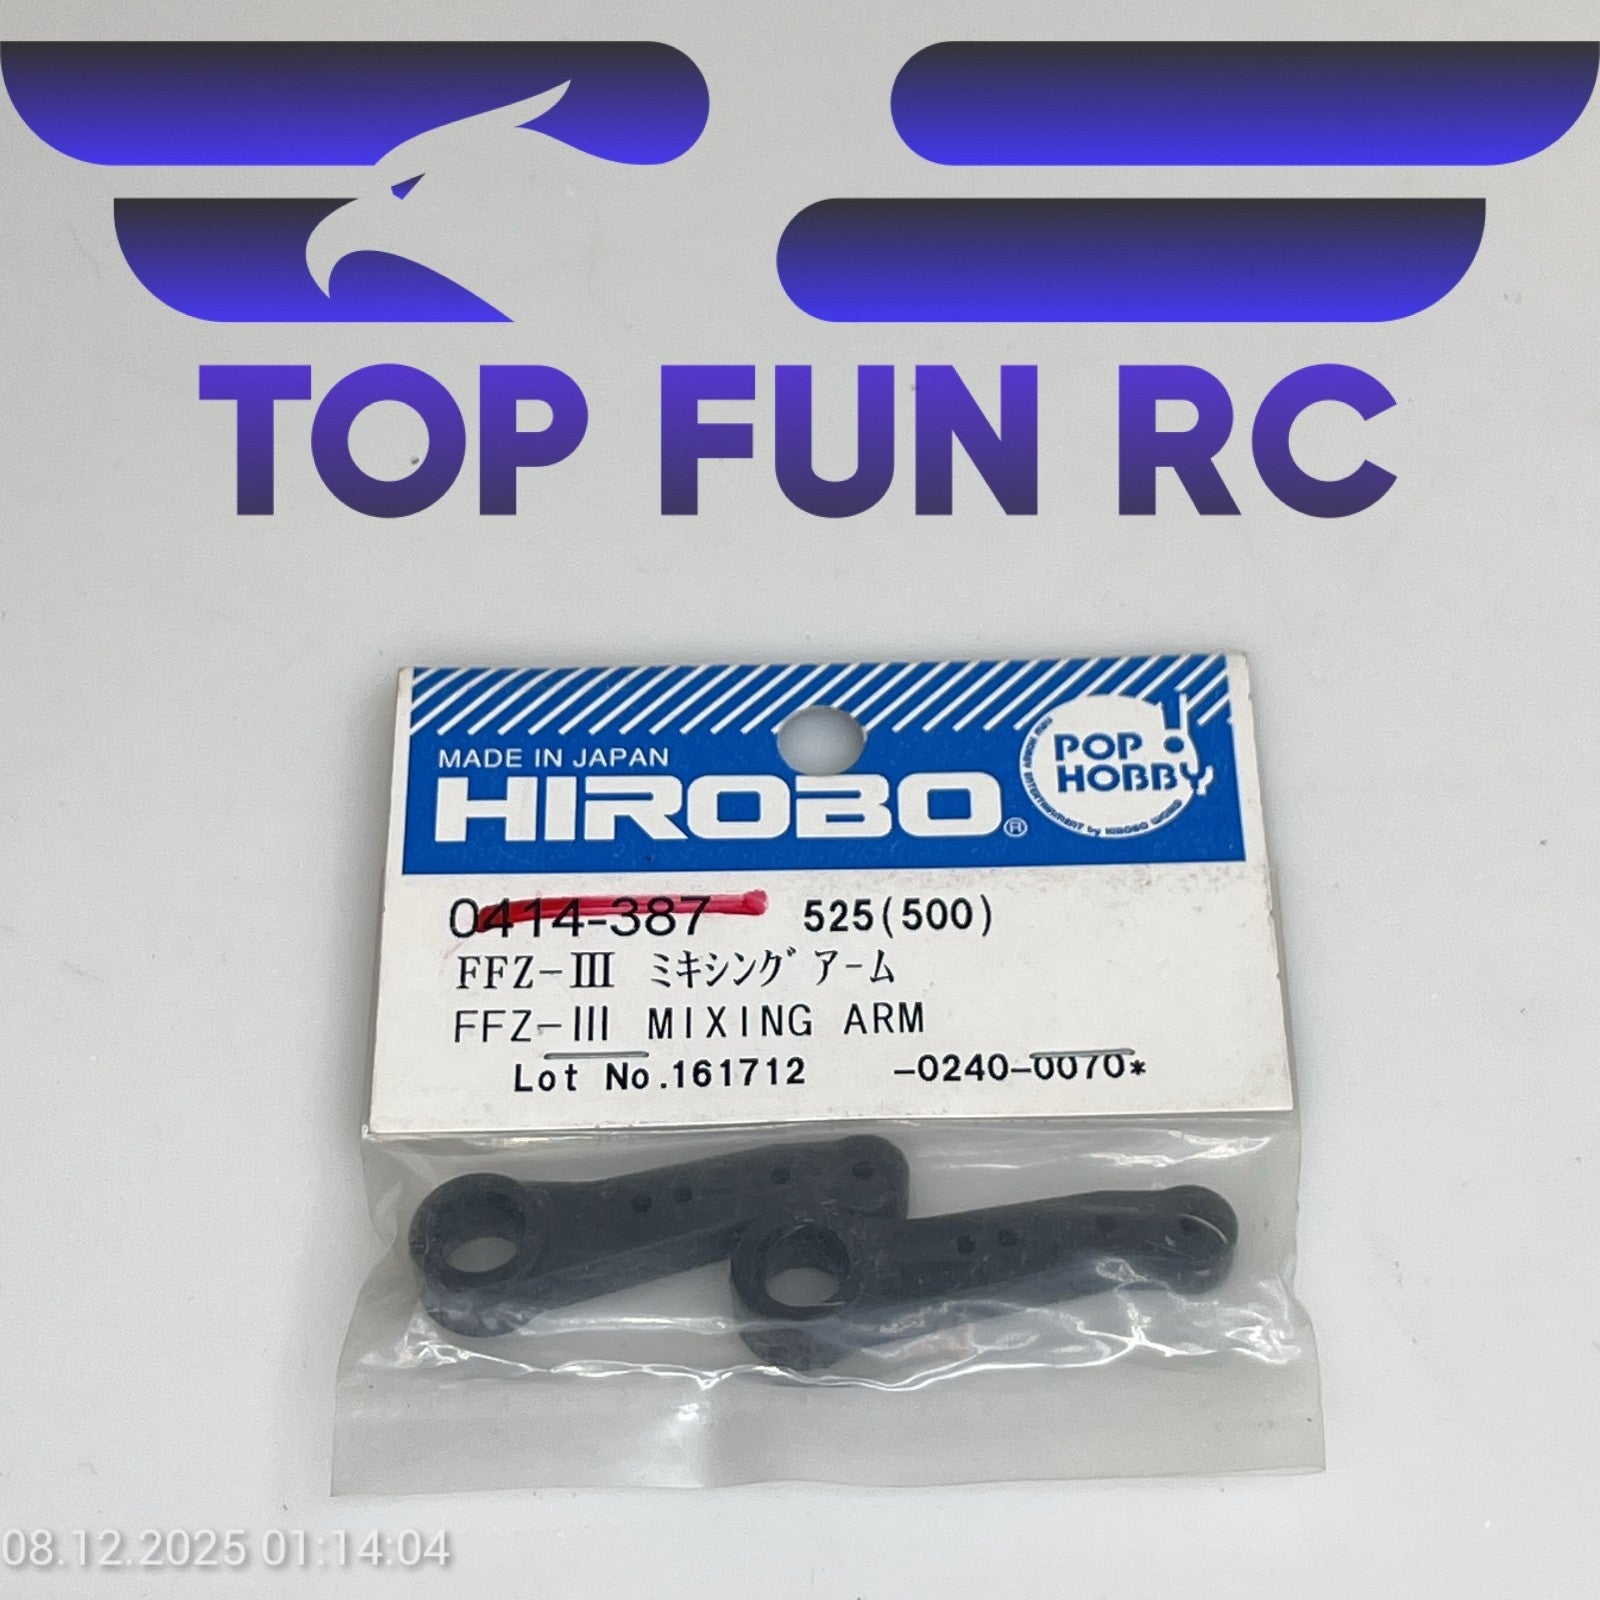 TOP FUN RC
MADE IN JAPAN
HIROBO®
POP!
HOBBY
0414-387 525(500)
FFZ-III ミキシングアーム
FFZ-III MIXING ARM
Lot No.161712 -0240-0070*
08.12.2025 01:14:04